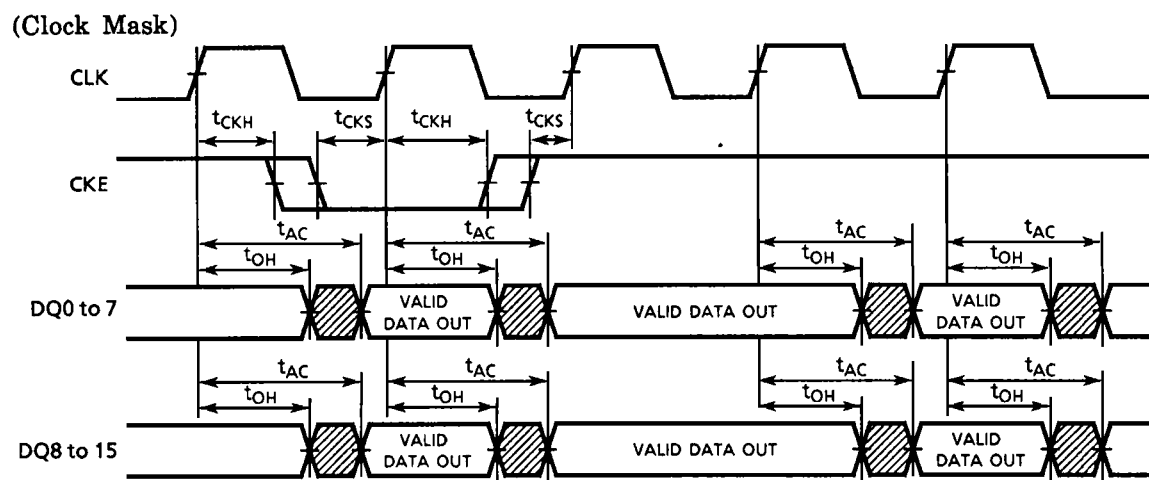 (Clock Mask)
CLK
tCKH tCKS tCKH tCKS
CKE
tAC tAC tAC tAC
tOH tOH tOH tOH
DQ0 to 7
VALID DATA OUT
VALID DATA OUT
VALID DATA OUT
tAC tAC tAC tAC
tOH tOH tOH tOH
DQ8 to 15
VALID DATA OUT
VALID DATA OUT
VALID DATA OUT